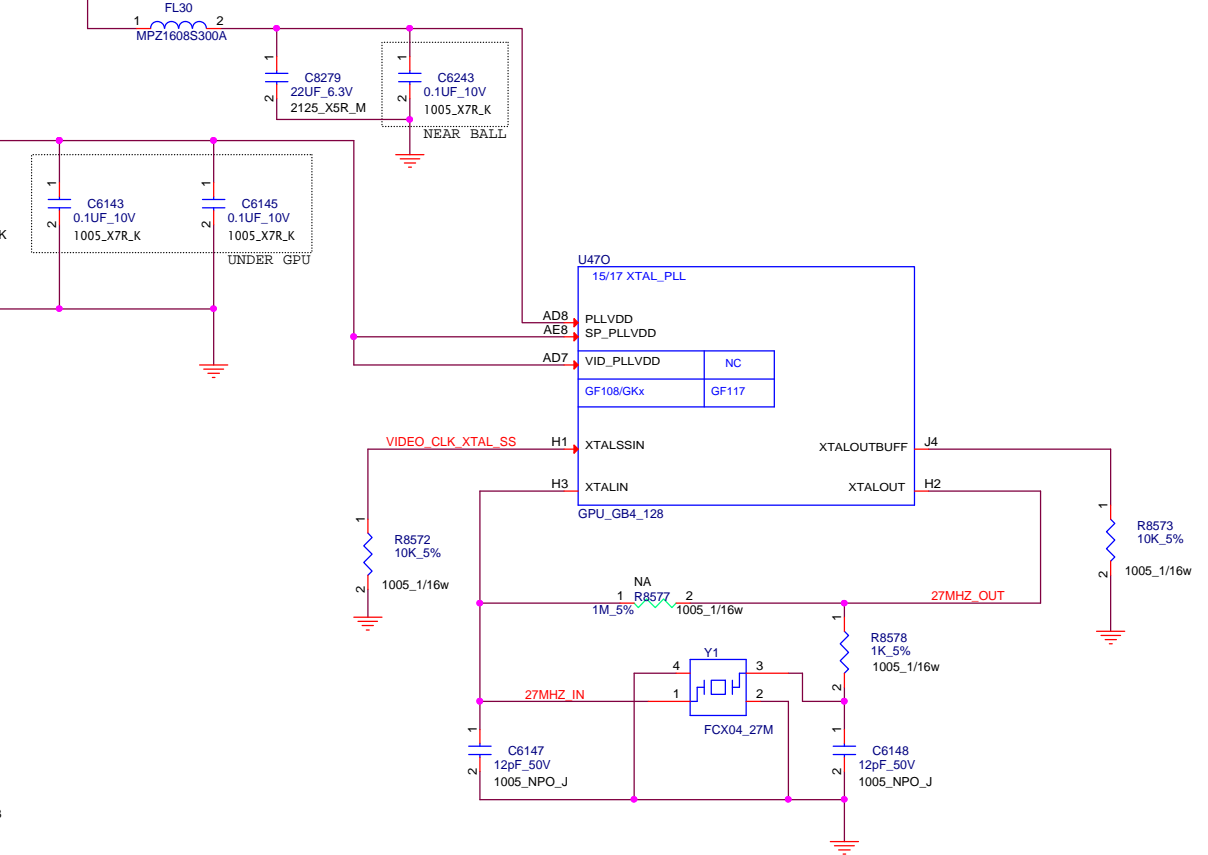 FL30
1 2
MPZ1608S300A
1
C8279
22UF_6.3V
2
2125_X5R_M
1
C6243
0.1UF_10V
2
1005_X7R_K
NEAR BALL
1
C6143
0.1UF_10V
2
1005_X7R_K
1
C6145
0.1UF_10V
2
1005_X7R_K
K
UNDER GPU
U47O
15/17 XTAL_PLL
AD8 PLLVDD
AE8 SP_PLLVDD
AD7 VID_PLLVDD NC
GF108/GKx GF117
VIDEO_CLK_XTAL_SS H1 XTALSSIN
XTALOUTBUFF J4
H3 XTALIN
XTALOUT H2
GPU_GB4_128
1
R8572
10K_5%
2
1005_1/16w
1
R8573
10K_5%
2
1005_1/16w
NA
1 R8577 2
1M_5% 1005_1/16w
27MHZ_OUT
1
R8578
1K_5%
1005_1/16w
2
Y1
4 3
27MHZ_IN 1 2
FCX04_27M
1
C6147
12pF_50V
2
1005_NPO_J
1
C6148
12pF_50V
2
1005_NPO_J